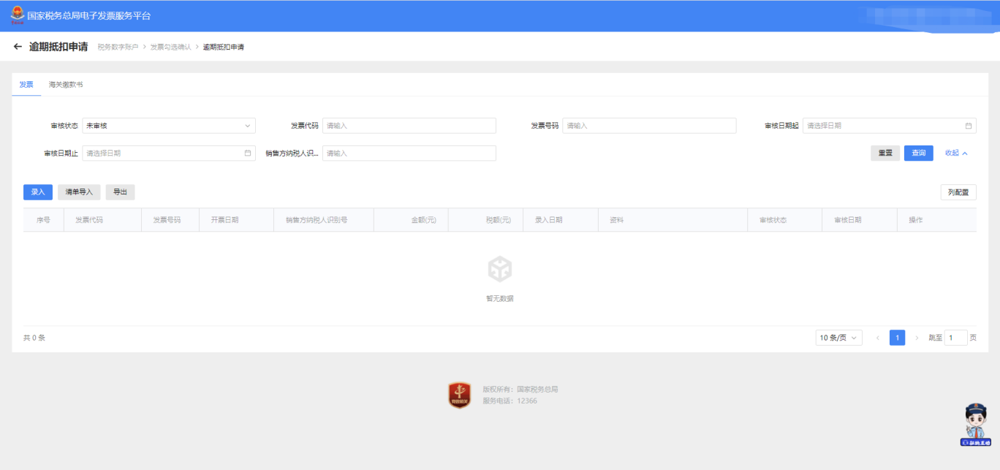 国家税务总局电子发票服务平台
逾期抵扣申请 税务数字账户 > 发票勾选确认 > 逾期抵扣申请
发票 海关缴款书
审核状态 未审核 发票代码 请输入 发票号码 请输入 审核日期起 请选择日期
审核日期止 请选择日期 销售方纳税人识... 请输入 重置 查询 收起
录入 清单导入 导出 列配置
序号 发票代码 发票号码 开票日期 销售方纳税人识别号 金额(元) 税额(元) 录入日期 资料 审核状态 审核日期 操作
暂无数据
共 0 条 10 条/页 < 1 > 跳至 1 页
版权所有：国家税务总局
服务电话：12366
党政机关
征纳互动